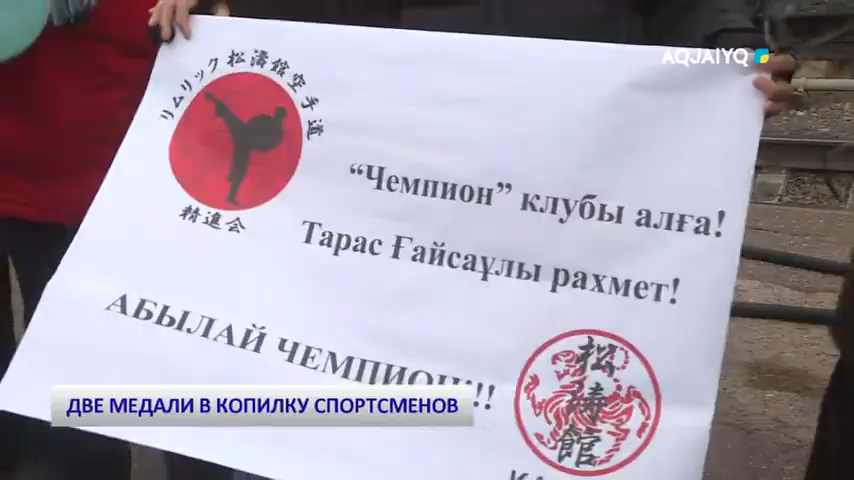 AQJAIYQ
リムリック松濤館空手道
精進会
“Чемпион” клубы алға!
Тарас Ғайсаұлы рахмет!
АБЫЛАЙ ЧЕМПИОН!!!
松濤館
ДВЕ МЕДАЛИ В КОПИЛКУ СПОРТСМЕНОВ